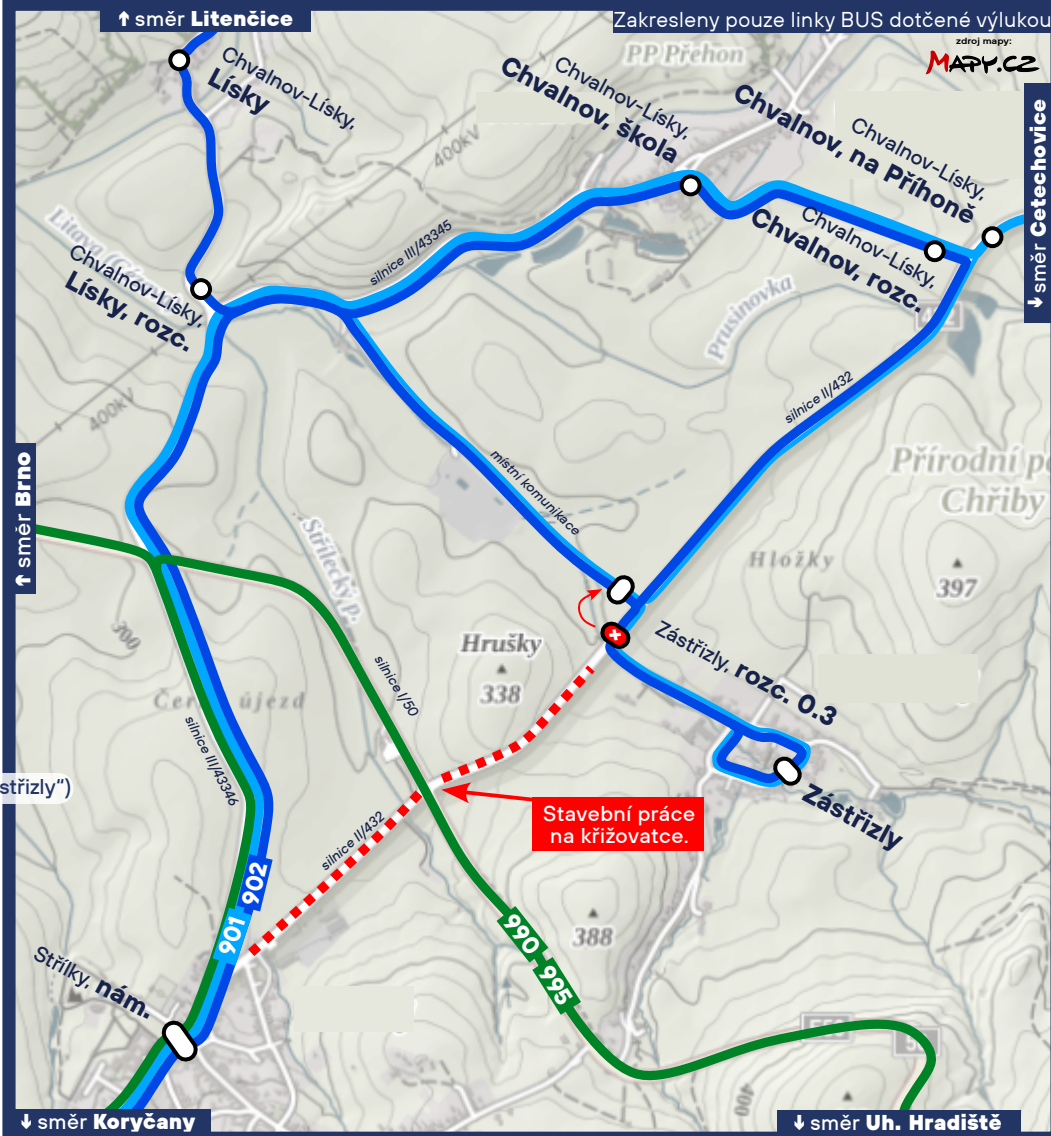 ↑ směr Litenčice
Zakresleny pouze linky BUS dotčené výlukou
zdroj mapy:
MAPY.CZ
PP Přehon
Chvalnov-Lísky,
Lísky
Chvalnov-Lísky,
Chvalnov, škola
Chvalnov-Lísky,
Chvalnov, na Příhoně
↓ směr Cetechovice
400kV
Chvalnov-Lísky,
Chvalnov, rozc.
Litava
silnice III/43345
Chvalnov-Lísky,
Lísky, rozc.
Prusinovka
400kV
silnice II/432
↑ směr Brno
místní komunikace
Přírodní p
Chřiby
Střílecký p.
Hložky
397
300
Hrušky
338
Zástřizly, rozc. 0.3
silnice I/50
silnice III/43346
střizly“)
Zástřizly
Stavební práce
na křižovatce.
silnice II/432
902
901
990-995
388
Střílky, nám.
400
↓ směr Koryčany
↓ směr Uh. Hradiště